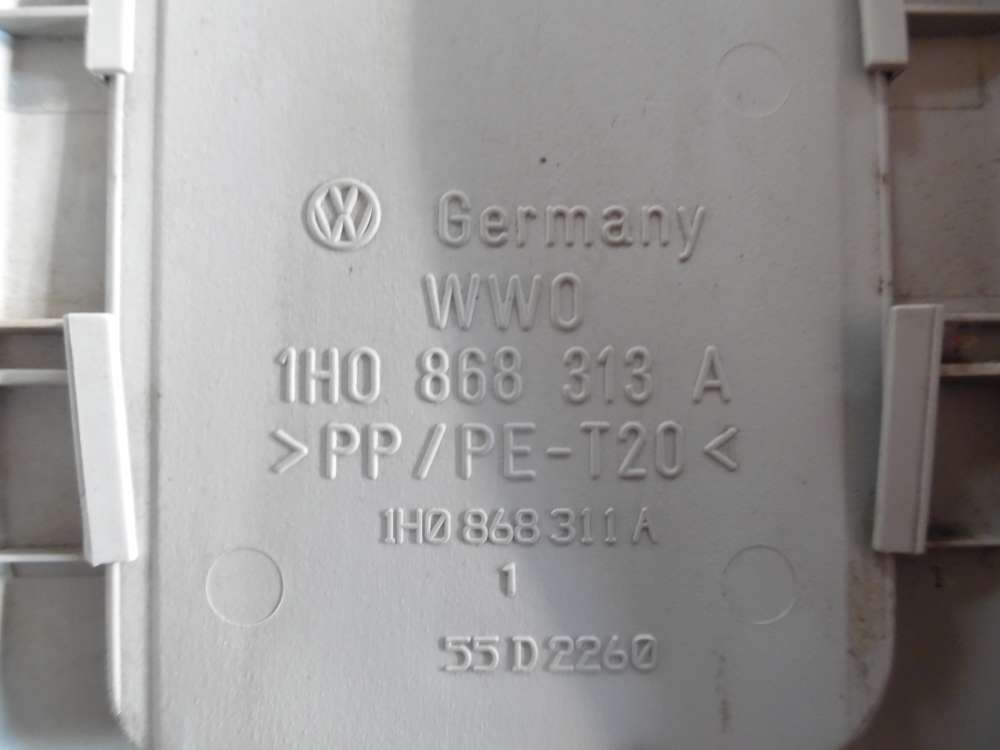 Germany
WWO
1H0 868 313 A
>PP/PE-T20<
1H0 868 311 A
1
55D2260